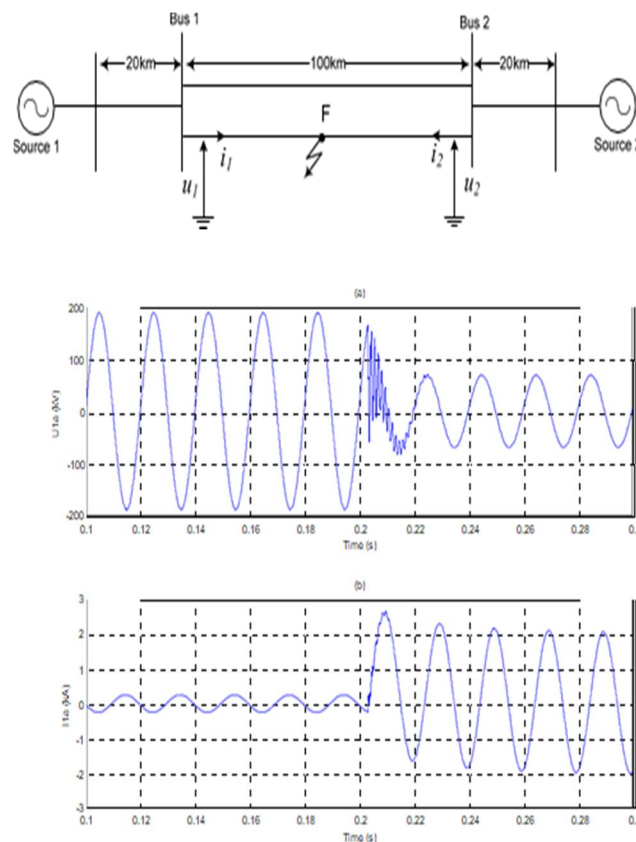 Bus 1
Bus 2
20km
100km
20km
F
Source 1
i1
i2
u1
u2
(a)
200
100
0
-100
-200
U1a (kV)
0.1 0.12 0.14 0.16 0.18 0.2 0.22 0.24 0.26 0.28
Time (s)
(b)
3
2
1
0
-1
-2
-3
I1a (kA)
0.1 0.12 0.14 0.16 0.18 0.2 0.22 0.24 0.26 0.28
Time (s)